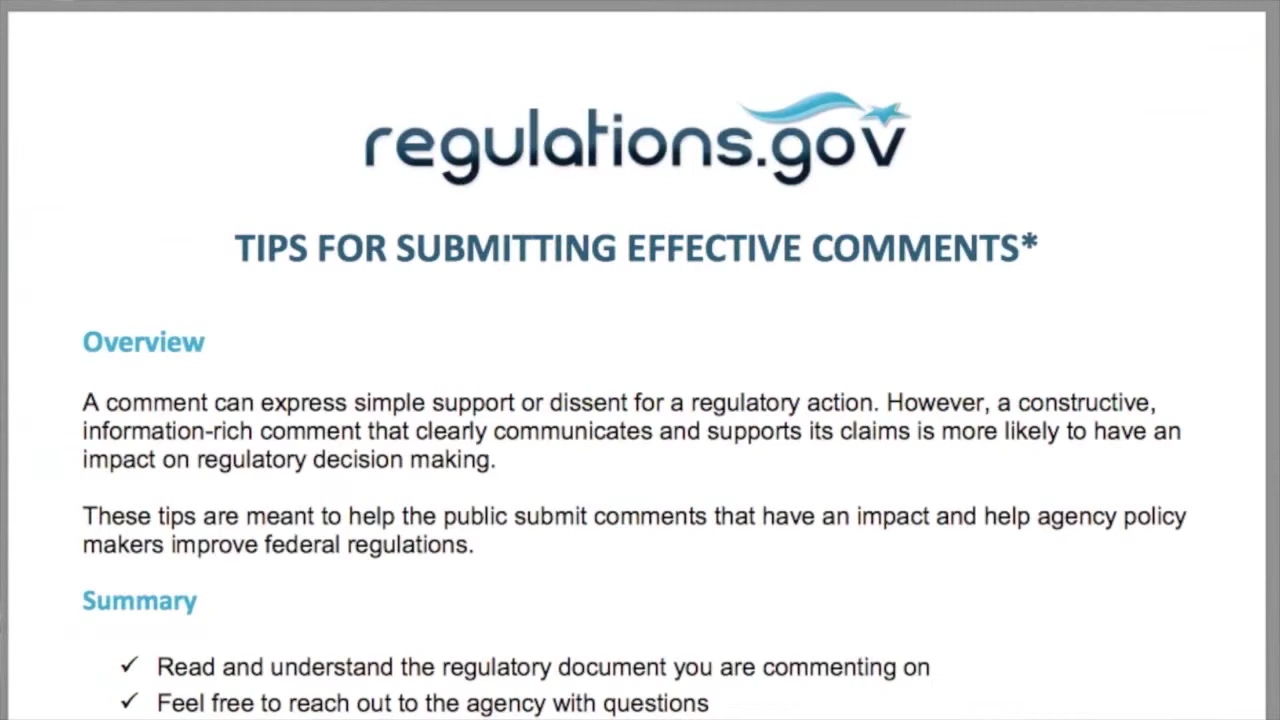 regulations.gov
TIPS FOR SUBMITTING EFFECTIVE COMMENTS*
Overview
A comment can express simple support or dissent for a regulatory action. However, a constructive,
information-rich comment that clearly communicates and supports its claims is more likely to have an
impact on regulatory decision making.
These tips are meant to help the public submit comments that have an impact and help agency policy
makers improve federal regulations.
Summary
✓ Read and understand the regulatory document you are commenting on
✓ Feel free to reach out to the agency with questions